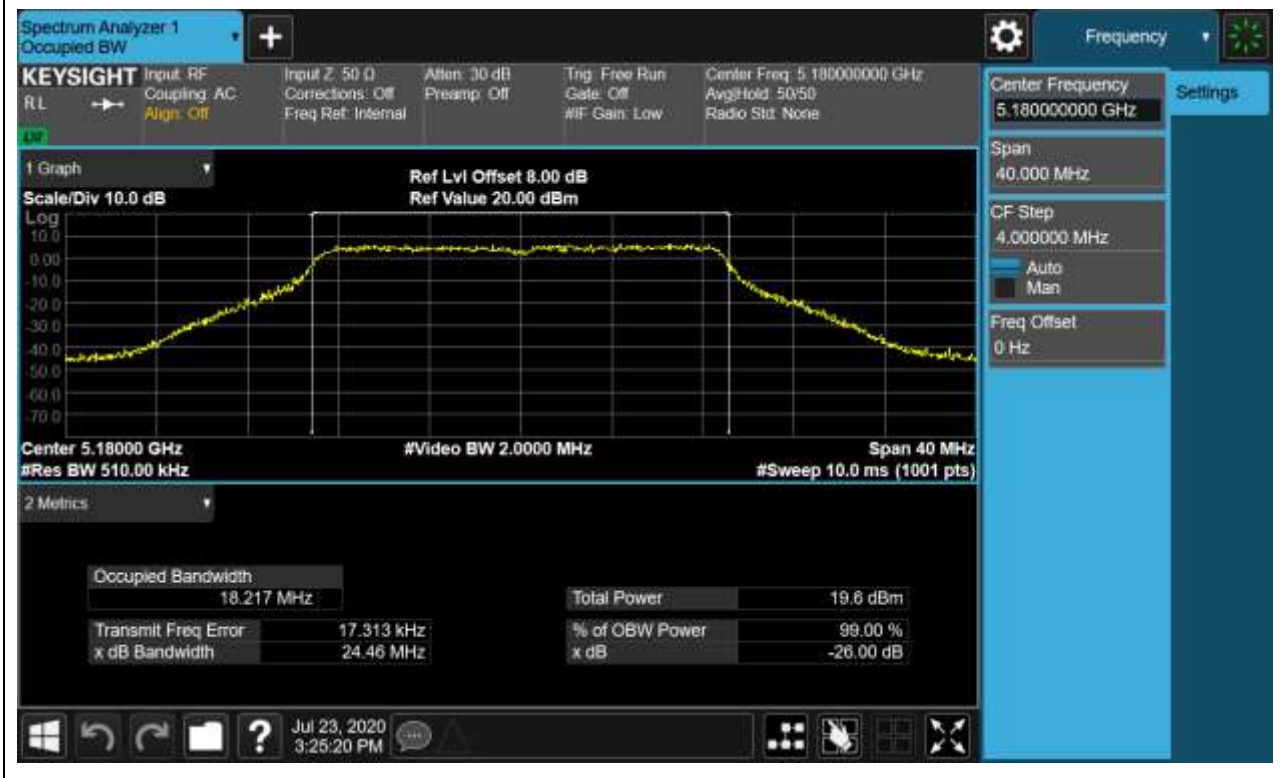 Spectrum Analyzer 1
Occupied BW
+
Frequency
KEYSIGHT
RL
Input: RF
Coupling: AC
Align: Off
Input Z: 50 Ω
Corrections: Off
Freq Ref: Internal
Atten: 30 dB
Preamp: Off
Trig: Free Run
Gate: Off
#IF Gain: Low
Center Freq: 5.180000000 GHz
Avg|Hold: 50/50
Radio Std: None
Center Frequency
5.180000000 GHz
Settings
Span
40.000 MHz
CF Step
4.000000 MHz
Auto
Man
Freq Offset
0 Hz
1 Graph
Scale/Div 10.0 dB
Ref Lvl Offset 8.00 dB
Ref Value 20.00 dBm
Log
10.0
0.00
-10.0
-20.0
-30.0
-40.0
-50.0
-60.0
-70.0
Center 5.18000 GHz
#Video BW 2.0000 MHz
Span 40 MHz
#Res BW 510.00 kHz
#Sweep 10.0 ms (1001 pts)
2 Metrics
Occupied Bandwidth
18.217 MHz
Total Power 19.6 dBm
Transmit Freq Error 17.313 kHz
% of OBW Power 99.00 %
x dB Bandwidth 24.46 MHz
x dB -26.00 dB
?
Jul 23, 2020
3:25:20 PM